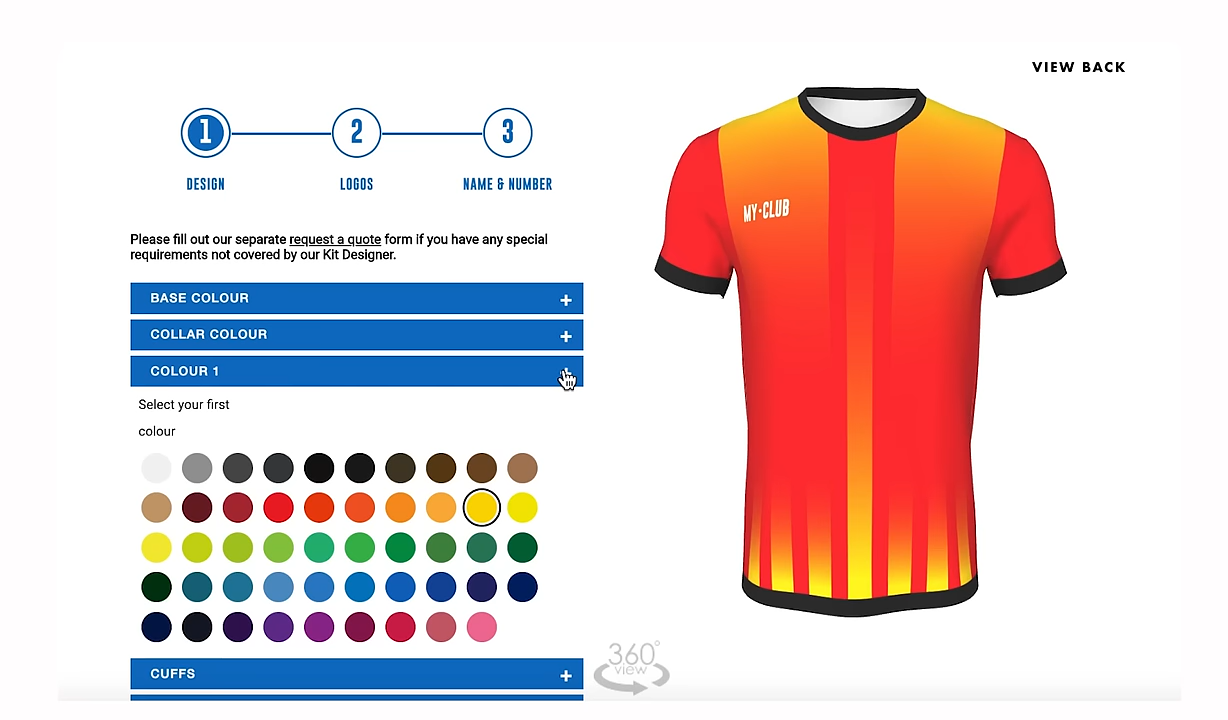 VIEW BACK
1
2
3
DESIGN
LOGOS
NAME & NUMBER
Please fill out our separate request a quote form if you have any special
requirements not covered by our Kit Designer.
BASE COLOUR +
COLLAR COLOUR +
COLOUR 1
Select your first
colour
CUFFS +
MY·CLUB
360°
view